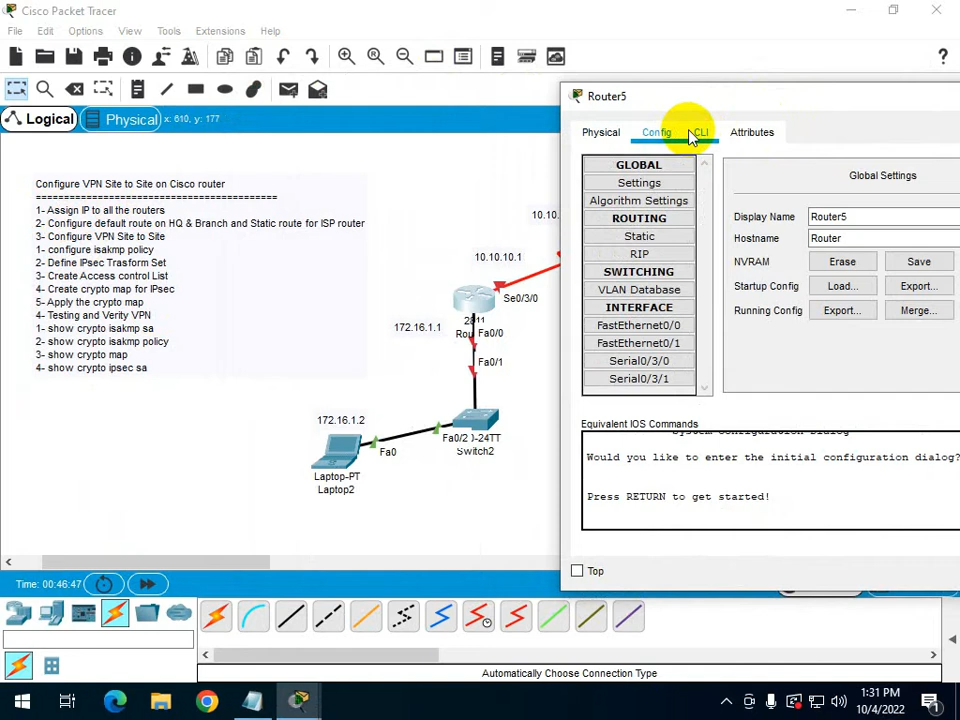 Cisco Packet Tracer
File Edit Options View Tools Extensions Help
Logical Physical x: 610, y: 177
Configure VPN Site to Site on Cisco router
==========================================
1- Assign IP to all the routers
2- Configure default route on HQ & Branch and Static route for ISP router
3- Configure VPN Site to Site
1- configure isakmp policy
2- Define IPsec Trasform Set
3- Create Access control List
4- Create crypto map for IPsec
5- Apply the crypto map
4- Testing and Verity VPN
1- show crypto isakmp sa
2- show crypto isakmp policy
3- show crypto map
4- show crypto ipsec sa
10.10.
10.10.10.1
Se0/3/0
2811
Rou Fa0/0
172.16.1.1
Fa0/1
172.16.1.2
Fa0/2 )-24TT
Switch2
Fa0
Laptop-PT
Laptop2
Router5
Physical Config CLI Attributes
GLOBAL
Settings
Algorithm Settings
ROUTING
Static
RIP
SWITCHING
VLAN Database
INTERFACE
FastEthernet0/0
FastEthernet0/1
Serial0/3/0
Serial0/3/1
Global Settings
Display Name Router5
Hostname Router
NVRAM Erase Save
Startup Config Load... Export...
Running Config Export... Merge...
Equivalent IOS Commands
System Configuration Dialog
Would you like to enter the initial configuration dialog?
Press RETURN to get started!
Top
Time: 00:46:47
Automatically Choose Connection Type
1:31 PM
10/4/2022